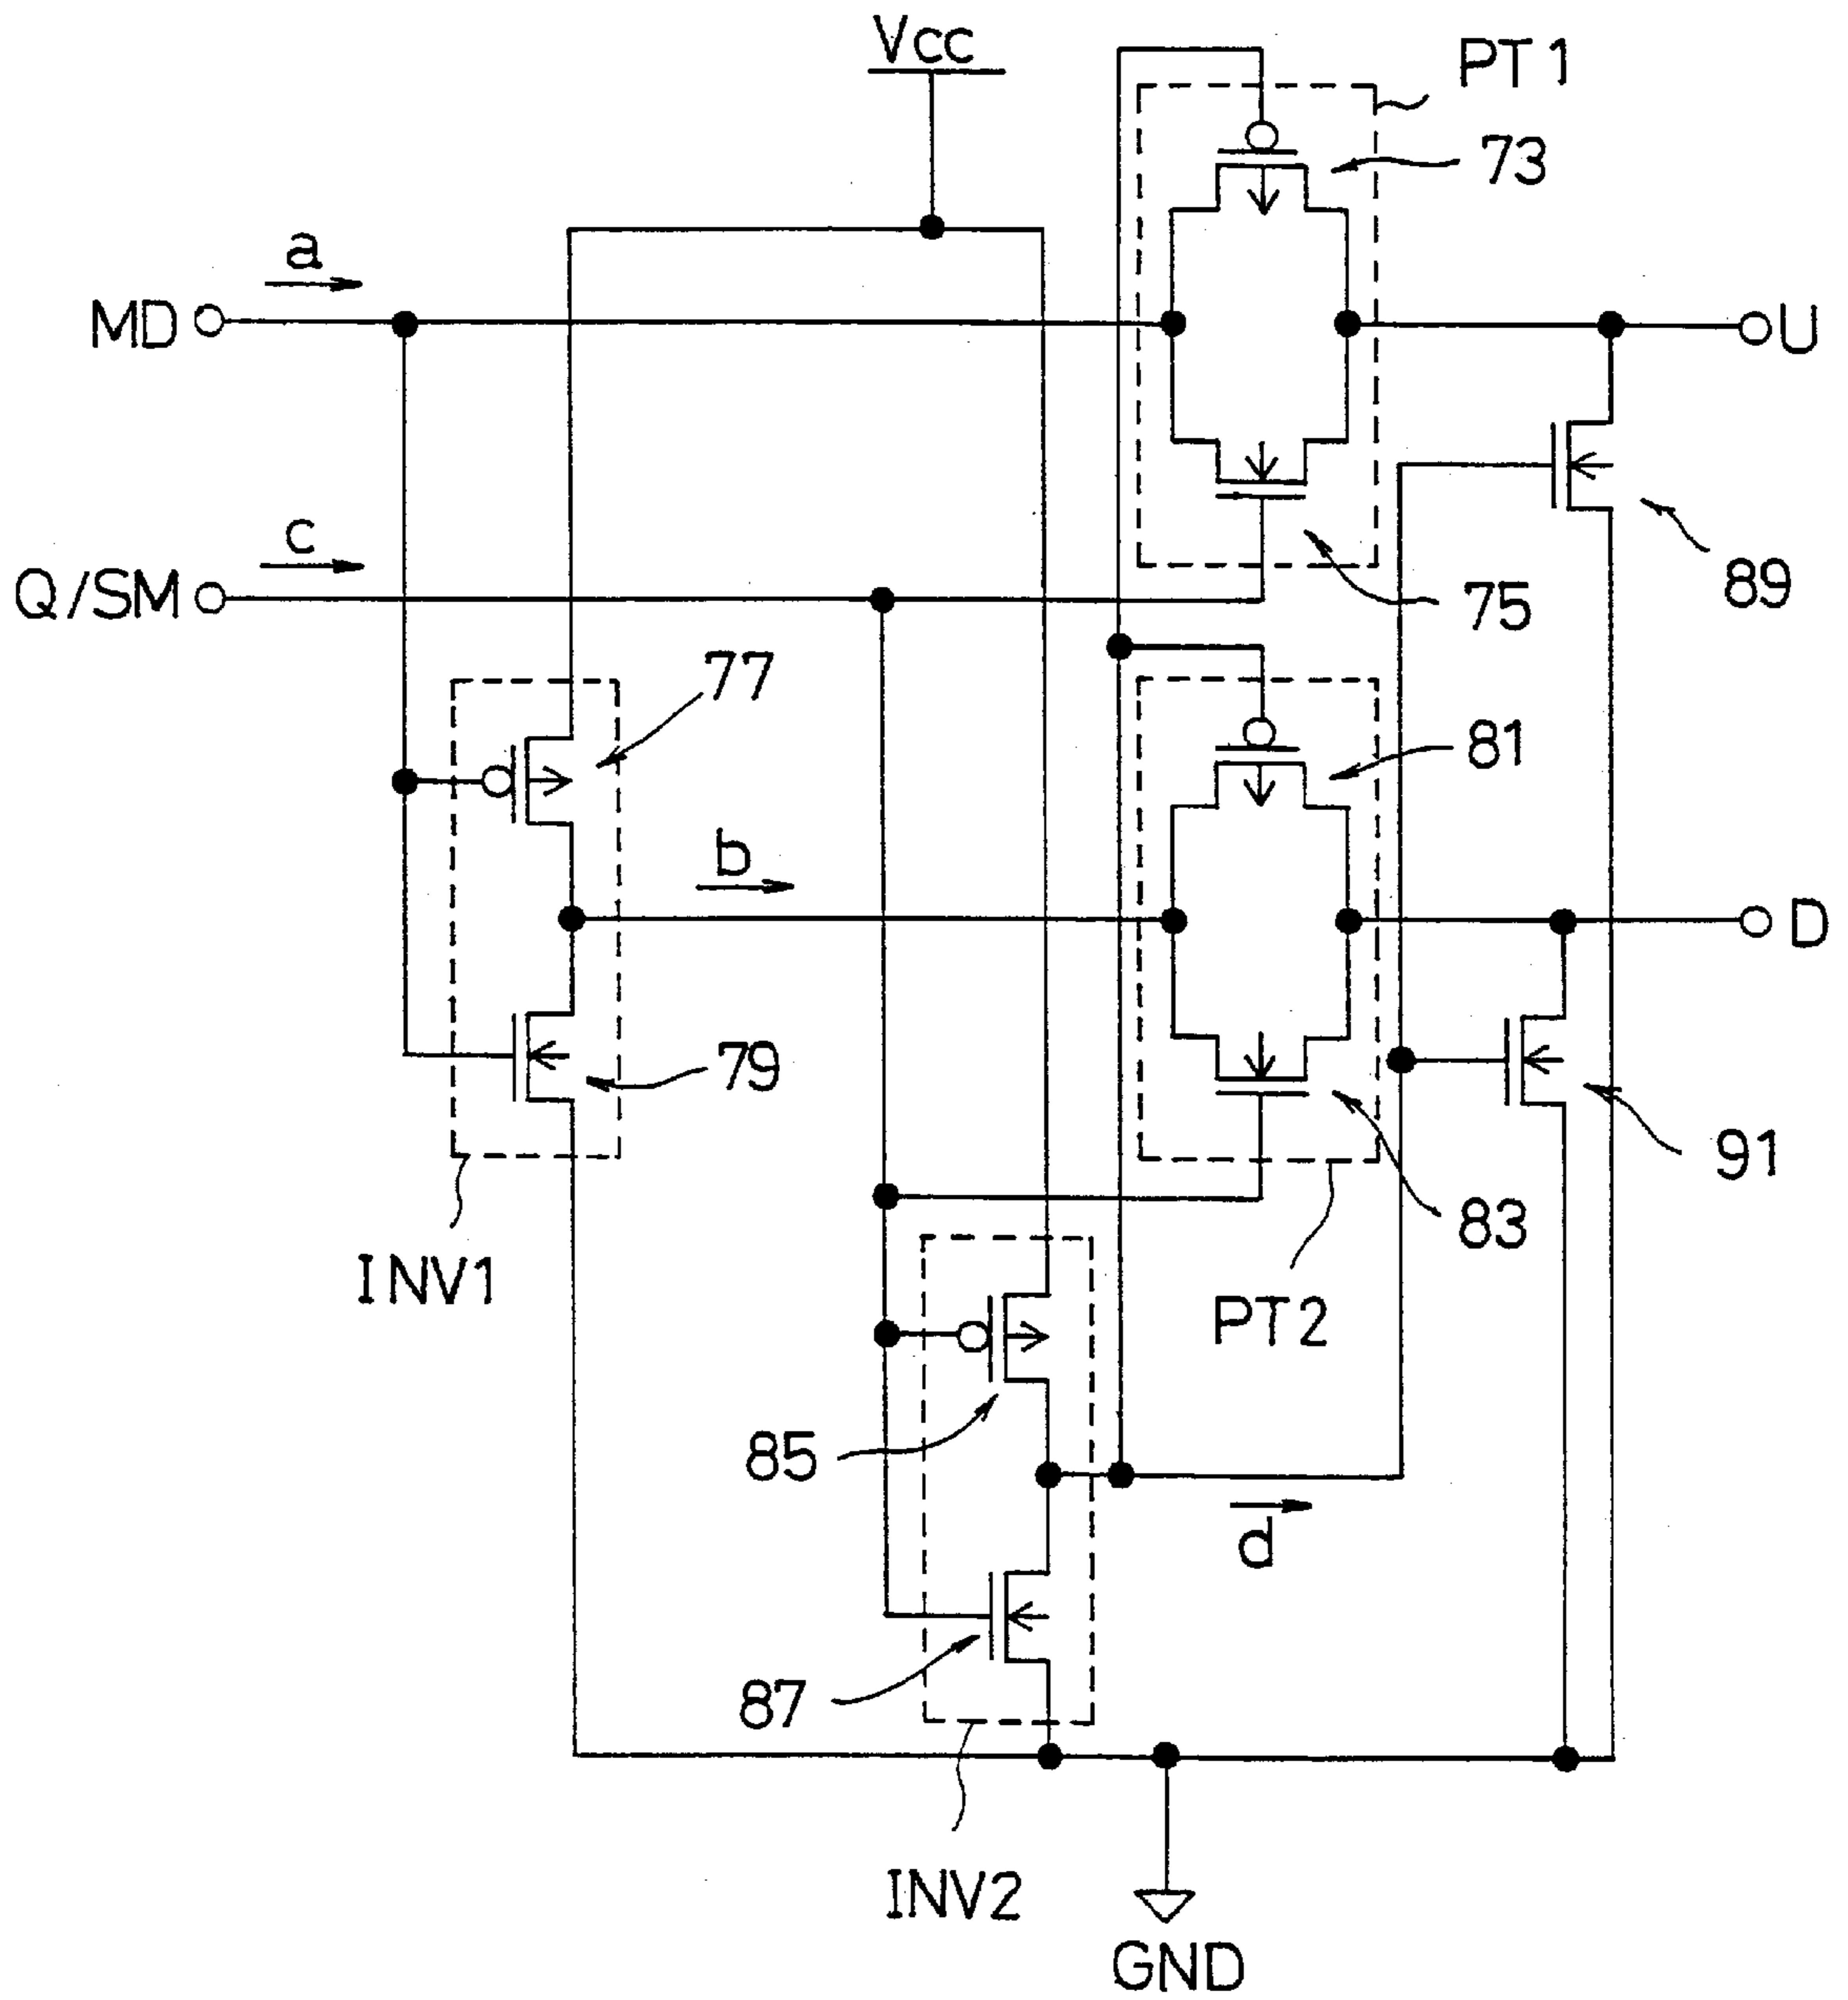 Vcc
PT1
73
a
MD
U
c
Q/SM
89
75
77
81
b
D
79
91
83
INV1
PT2
85
d
87
INV2
GND